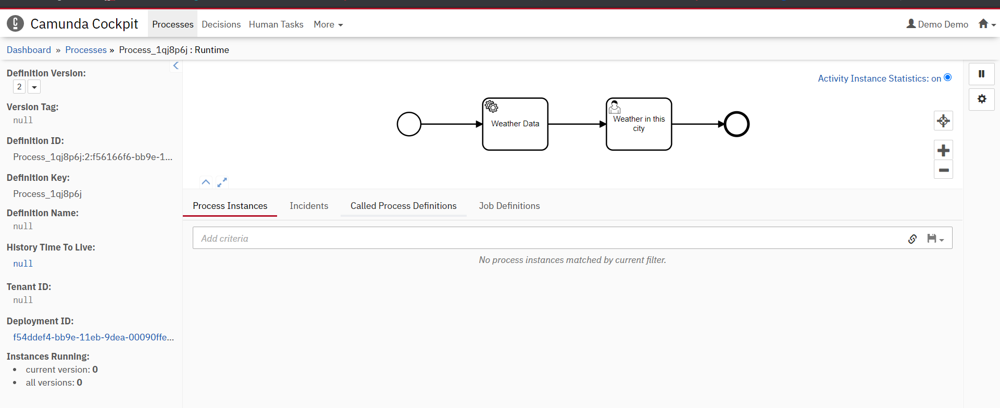 Camunda Cockpit Processes Decisions Human Tasks More Demo Demo
Dashboard » Processes » Process_1qj8p6j : Runtime
Definition Version:
2
Version Tag:
null
Definition ID:
Process_1qj8p6j:2:f56166f6-bb9e-1...
Definition Key:
Process_1qj8p6j
Definition Name:
null
History Time To Live:
null
Tenant ID:
null
Deployment ID:
f54ddef4-bb9e-11eb-9dea-00090ffe...
Instances Running:
current version: 0
all versions: 0
Activity Instance Statistics: on
Weather Data
Weather in this
city
Process Instances Incidents Called Process Definitions Job Definitions
Add criteria
No process instances matched by current filter.